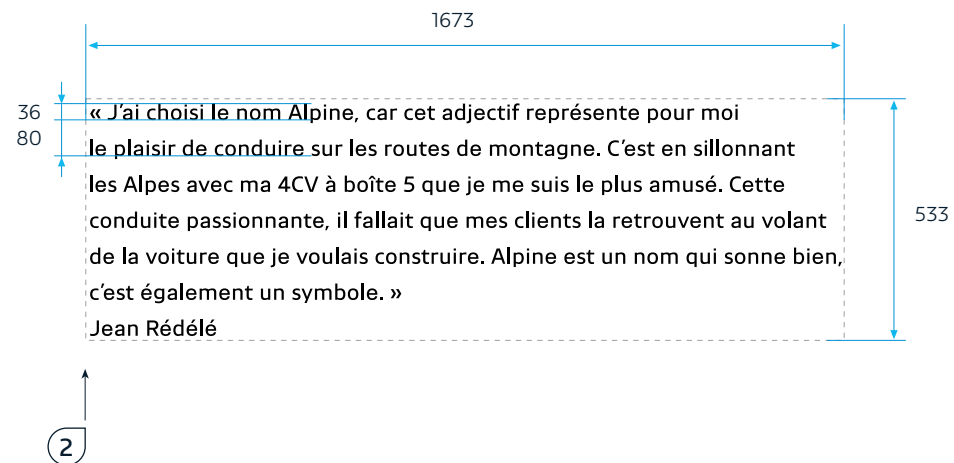 1673
36
80
« J'ai choisi le nom Alpine, car cet adjectif représente pour moi
le plaisir de conduire sur les routes de montagne. C'est en sillonnant
les Alpes avec ma 4CV à boîte 5 que je me suis le plus amusé. Cette
conduite passionnante, il fallait que mes clients la retrouvent au volant
de la voiture que je voulais construire. Alpine est un nom qui sonne bien,
c'est également un symbole. »
Jean Rédélé
533
2